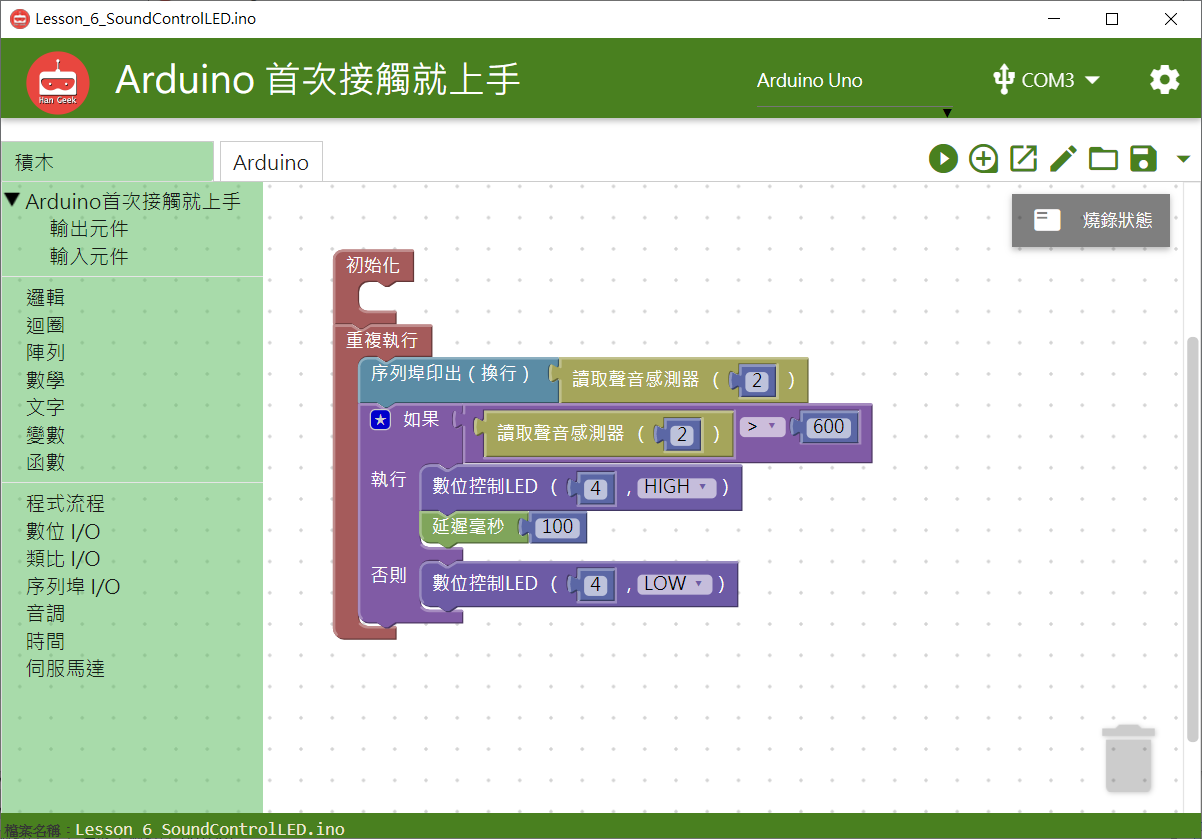 Lesson_6_SoundControlLED.ino
Han Geek
Arduino 首次接觸就上手
Arduino Uno
COM3
積木
Arduino
Arduino首次接觸就上手
輸出元件
輸入元件
邏輯
迴圈
陣列
數學
文字
變數
函數
程式流程
數位 I/O
類比 I/O
序列埠 I/O
音調
時間
伺服馬達
燒錄狀態
初始化
重複執行
序列埠印出 ( 換行 ) 讀取聲音感測器 ( 2 )
如果 讀取聲音感測器 ( 2 ) > 600
執行 數位控制LED ( 4 , HIGH )
延遲毫秒 100
否則 數位控制LED ( 4 , LOW )
檔案名稱：Lesson_6_SoundControlLED.ino